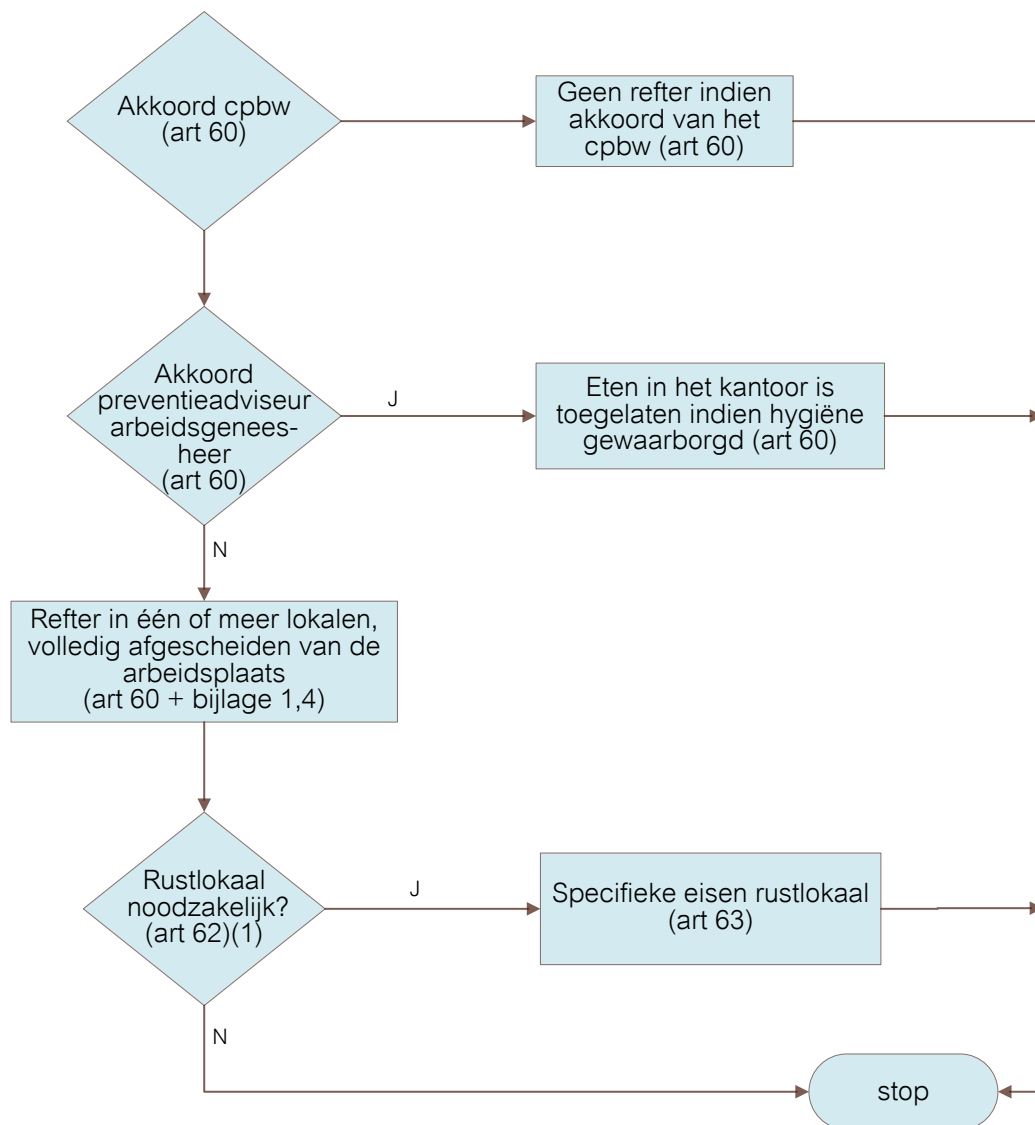 Akkoord cpbw
(art 60)
Geen refter indien
akkoord van het
cpbw (art 60)
Akkoord
preventieadviseur
arbeidsgenees-
heer
(art 60)
J
Eten in het kantoor is
toegelaten indien hygiëne
gewaarborgd (art 60)
N
Refter in één of meer lokalen,
volledig afgescheiden van de
arbeidsplaats
(art 60 + bijlage 1,4)
Rustlokaal
noodzakelijk?
(art 62)(1)
J
Specifieke eisen rustlokaal
(art 63)
N
stop